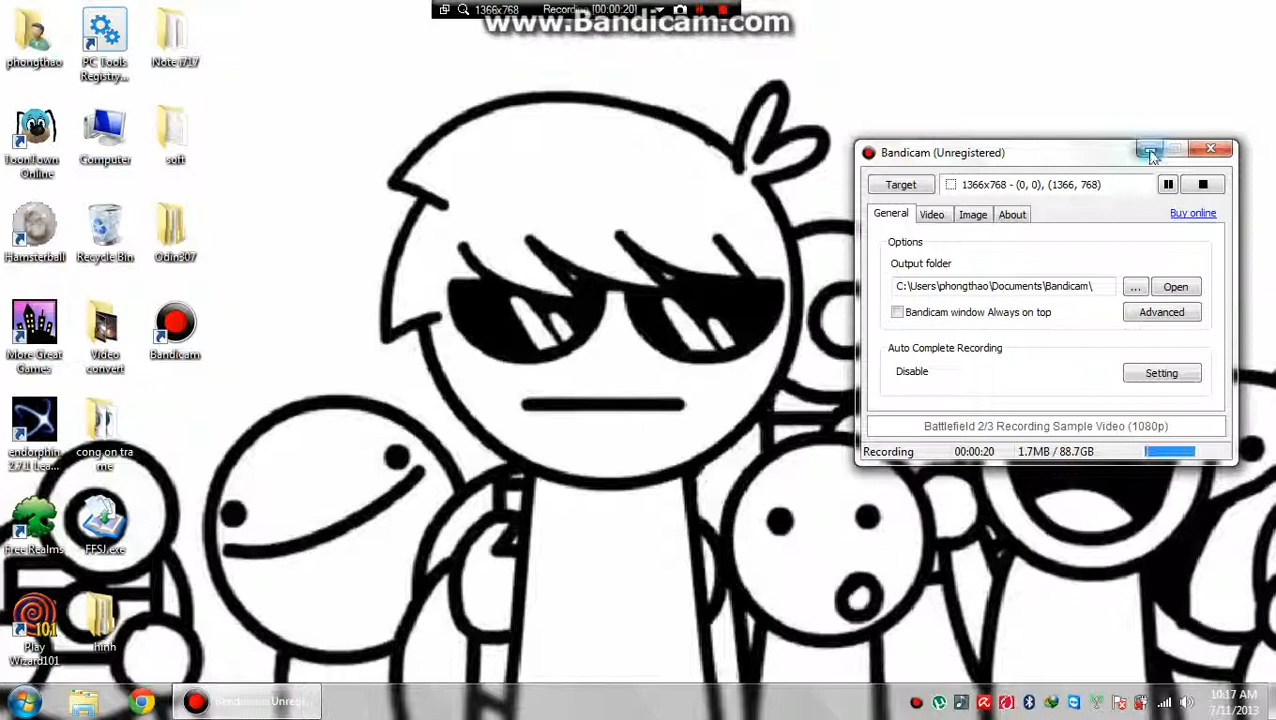 1366x768 Recording [00:00:20]
www.Bandicam.com
phongthao
PC Tools
Registry...
Note i717
ToonTown
Online
Computer
soft
Hamsterball
Recycle Bin
Odin307
More Great
Games
Video
convert
Bandicam
endorphin
2.7.1 Lea...
cong on tra
me
Free Realms
FFSJ.exe
101
Play
Wizard101
hinh
Bandicam (Unregistered)
Target
1366x768 - (0, 0), (1366, 768)
General
Video
Image
About
Buy online
Options
Output folder
C:\Users\phongthao\Documents\Bandicam\
...
Open
Bandicam window Always on top
Advanced
Auto Complete Recording
Disable
Setting
Battlefield 2/3 Recording Sample Video (1080p)
Recording 00:00:20 1.7MB / 88.7GB
10:17 AM
7/11/2013